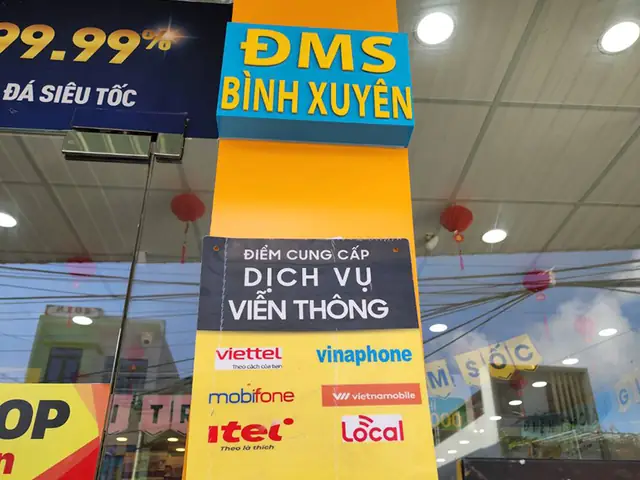 99.99%
ĐÁ SIÊU TỐC
ĐMS
BÌNH XUYÊN
ĐIỂM CUNG CẤP
DỊCH VỤ
VIỄN THÔNG
viettel
Theo cách của bạn
vinaphone
mobifone
vietnamobile
itel
Theo là thích
Local
OP
M SỐC
G